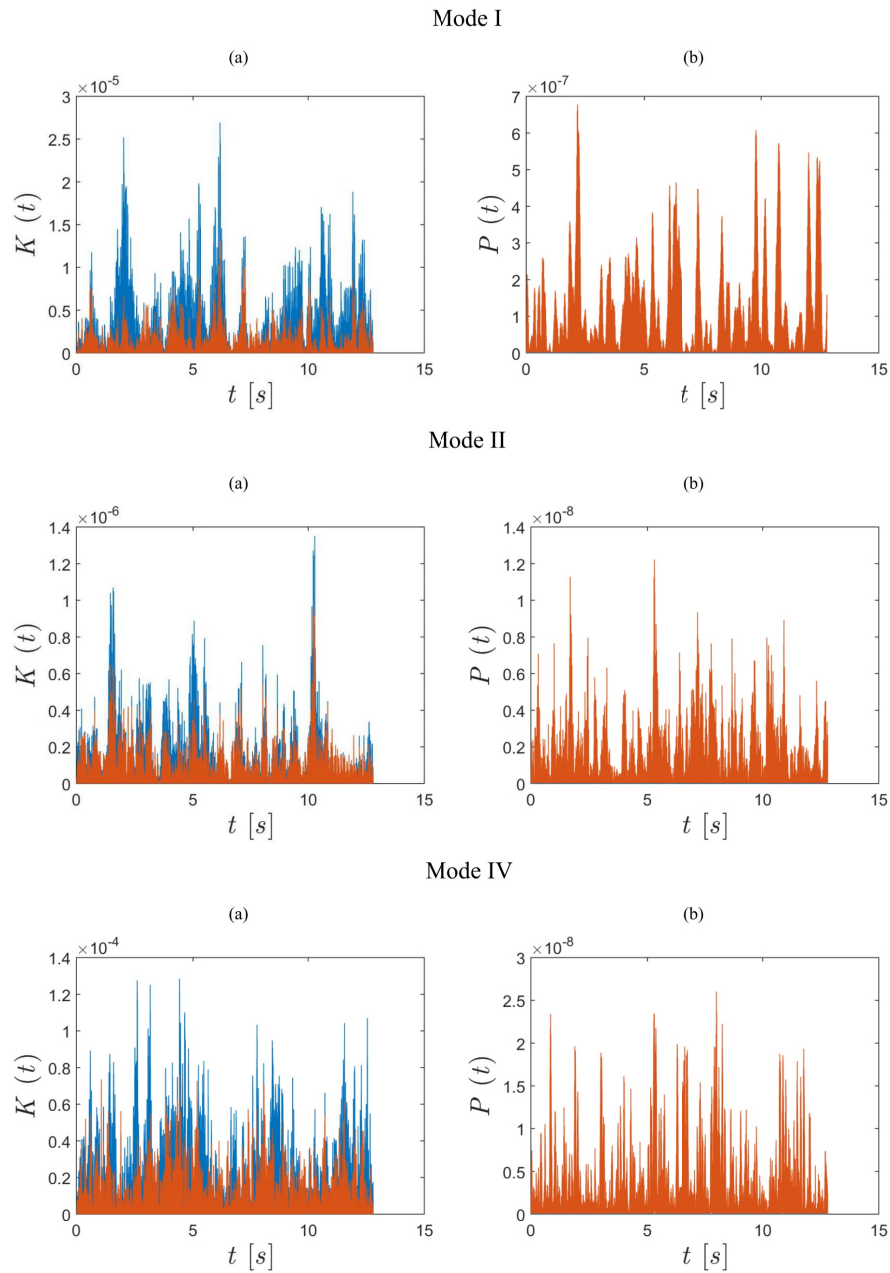 Mode I
(a)
×10⁻⁵
3
2.5
2
1.5
1
0.5
0
K (t)
0 5 10 15
t [s]
(b)
×10⁻⁷
7
6
5
4
3
2
1
0
P (t)
0 5 10 15
t [s]
Mode II
(a)
×10⁻⁶
1.4
1.2
1
0.8
0.6
0.4
0.2
0
K (t)
0 5 10 15
t [s]
(b)
×10⁻⁸
1.4
1.2
1
0.8
0.6
0.4
0.2
0
P (t)
0 5 10 15
t [s]
Mode IV
(a)
×10⁻⁴
1.4
1.2
1
0.8
0.6
0.4
0.2
0
K (t)
0 5 10 15
t [s]
(b)
×10⁻⁸
3
2.5
2
1.5
1
0.5
0
P (t)
0 5 10 15
t [s]